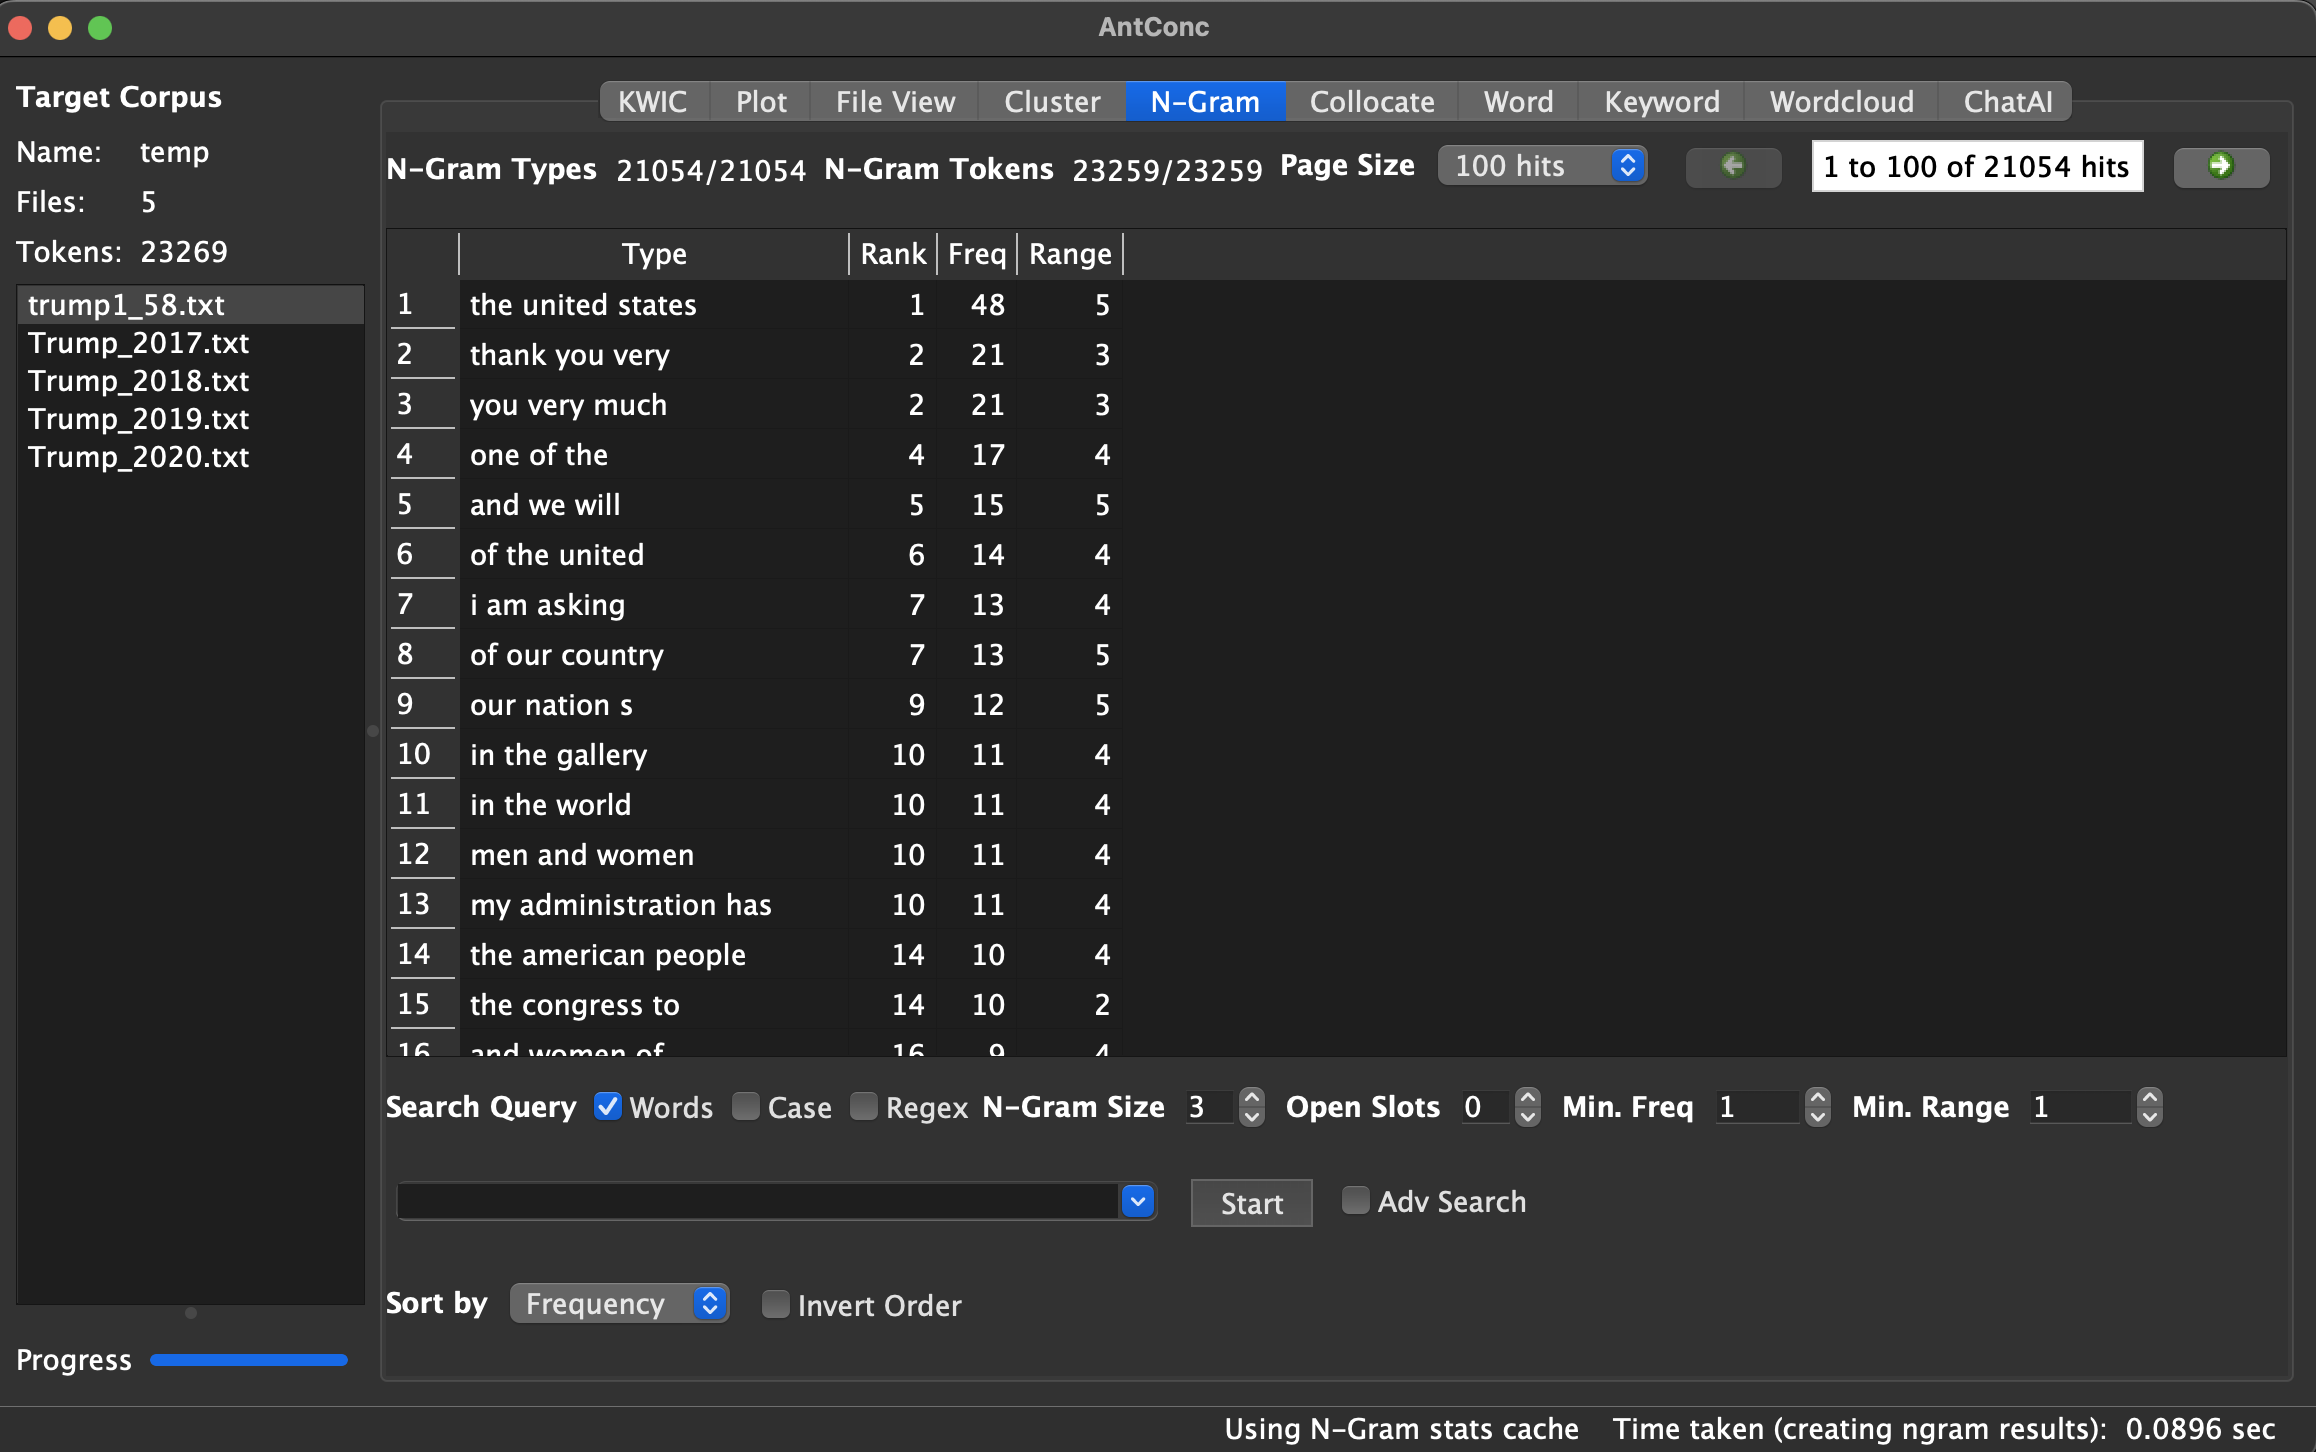 AntConc
Target Corpus
Name: temp
Files: 5
Tokens: 23269
trump1_58.txt
Trump_2017.txt
Trump_2018.txt
Trump_2019.txt
Trump_2020.txt
Progress
KWIC Plot File View Cluster N-Gram Collocate Word Keyword Wordcloud ChatAI
N-Gram Types 21054/21054 N-Gram Tokens 23259/23259 Page Size 100 hits 1 to 100 of 21054 hits
Type Rank Freq Range
1 the united states 1 48 5
2 thank you very 2 21 3
3 you very much 2 21 3
4 one of the 4 17 4
5 and we will 5 15 5
6 of the united 6 14 4
7 i am asking 7 13 4
8 of our country 7 13 5
9 our nation s 9 12 5
10 in the gallery 10 11 4
11 in the world 10 11 4
12 men and women 10 11 4
13 my administration has 10 11 4
14 the american people 14 10 4
15 the congress to 14 10 2
16 and women of 16 9 4
Search Query Words Case Regex N-Gram Size 3 Open Slots 0 Min. Freq 1 Min. Range 1
Start Adv Search
Sort by Frequency Invert Order
Using N-Gram stats cache Time taken (creating ngram results): 0.0896 sec